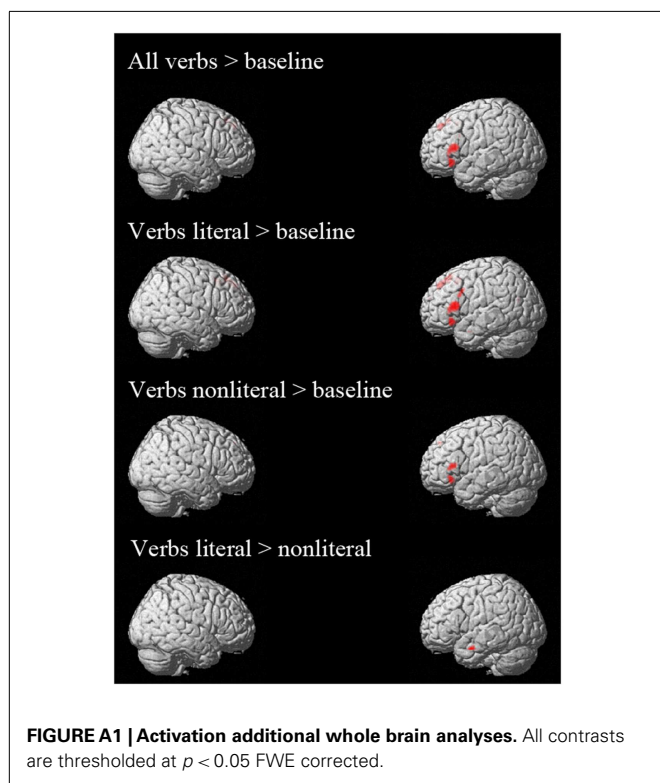 All verbs > baseline
Verbs literal > baseline
Verbs nonliteral > baseline
Verbs literal > nonliteral
FIGURE A1 | Activation additional whole brain analyses. All contrasts
are thresholded at p < 0.05 FWE corrected.